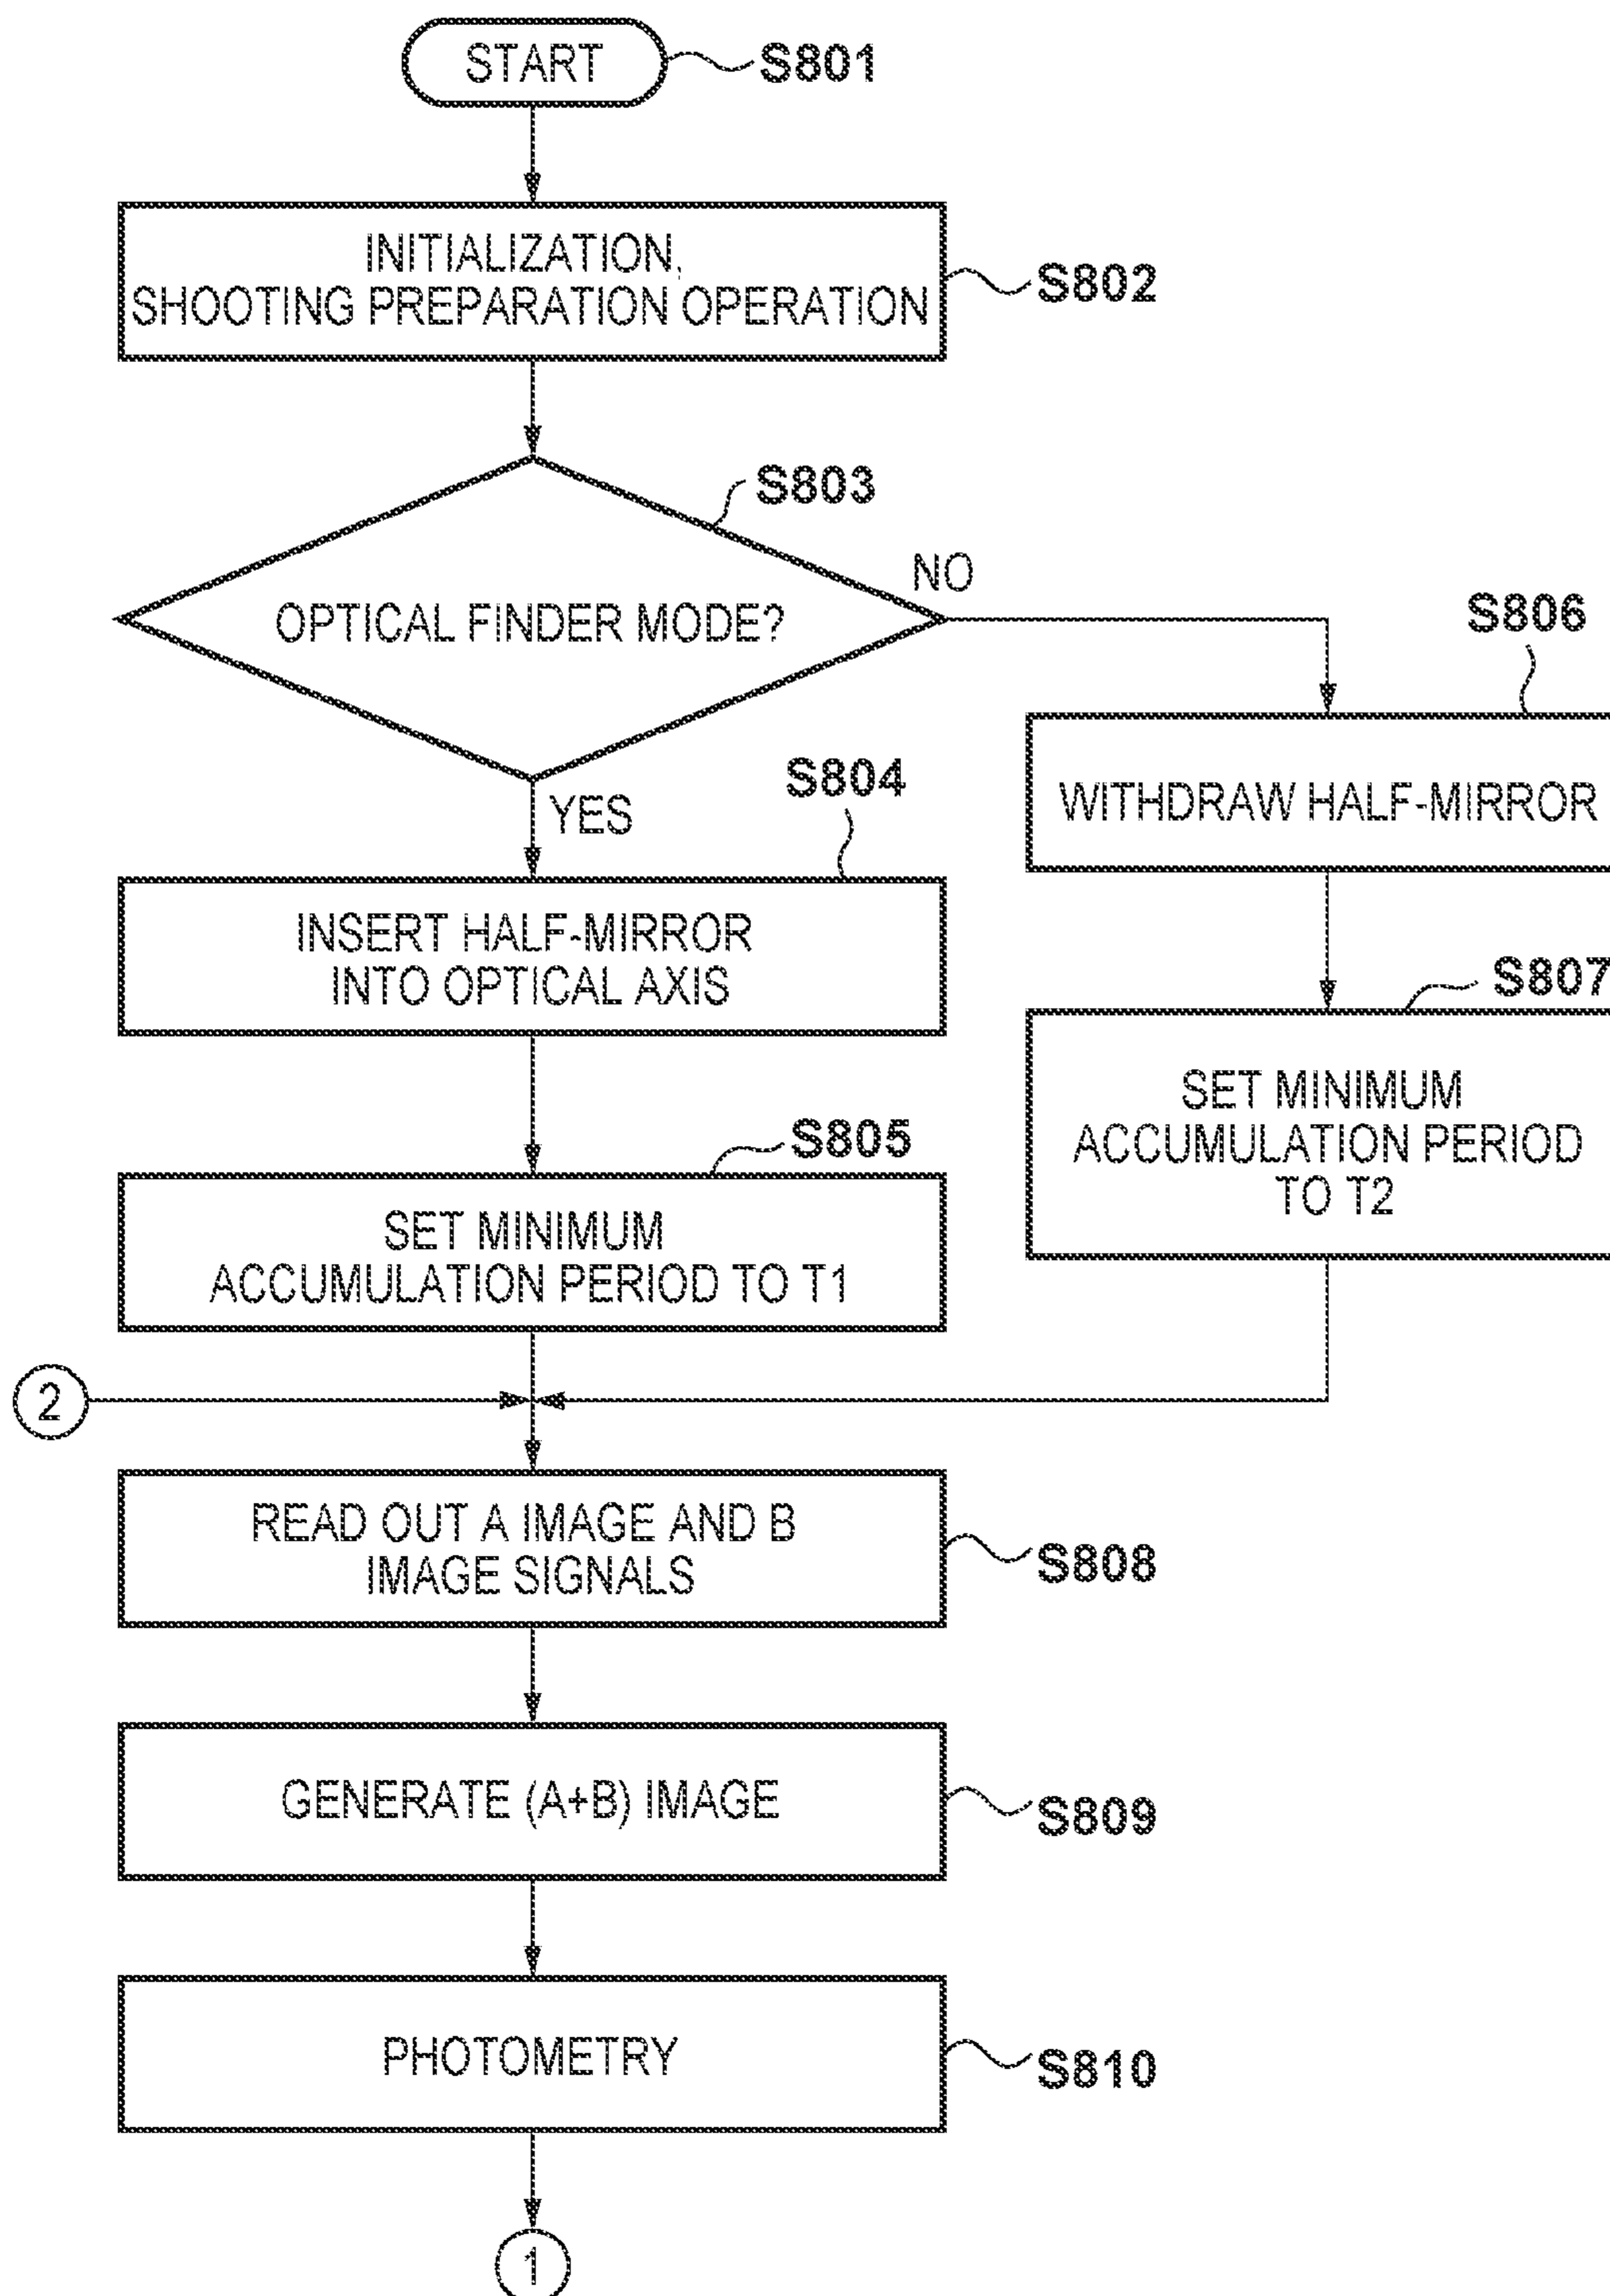 START
S801
INITIALIZATION,
SHOOTING PREPARATION OPERATION
S802
S803
OPTICAL FINDER MODE?
NO
YES
S806
WITHDRAW HALF-MIRROR
S804
INSERT HALF-MIRROR
INTO OPTICAL AXIS
S807
SET MINIMUM
ACCUMULATION PERIOD
TO T2
S805
SET MINIMUM
ACCUMULATION PERIOD TO T1
2
READ OUT A IMAGE AND B
IMAGE SIGNALS
S808
GENERATE (A+B) IMAGE
S809
PHOTOMETRY
S810
1